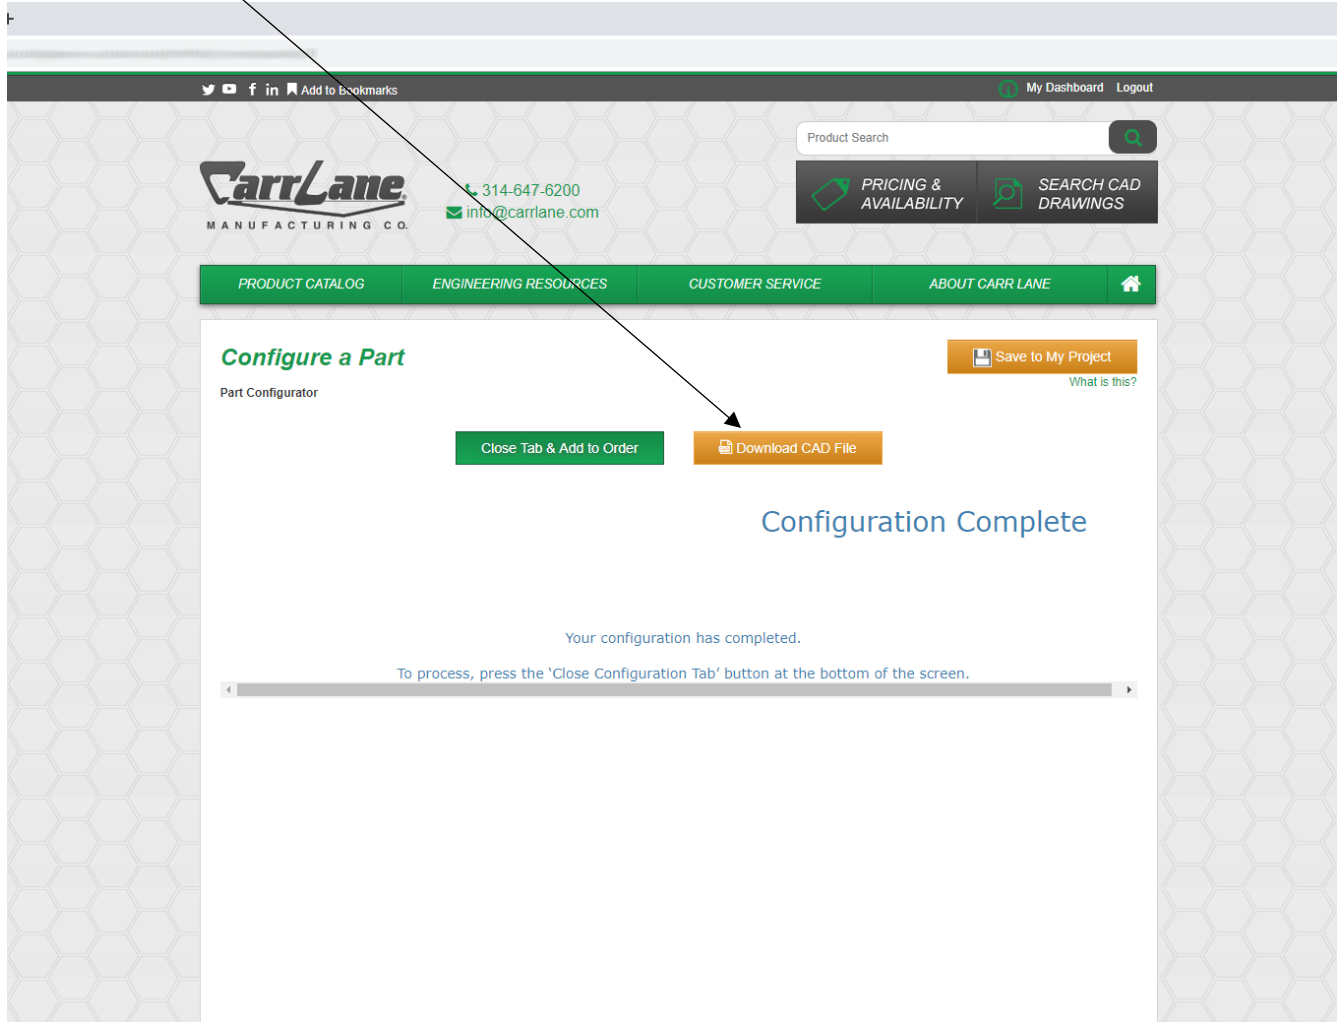 Add to Bookmarks
My Dashboard Logout
Product Search
CarrLane
MANUFACTURING CO.
314-647-6200
info@carrlane.com
PRICING &
AVAILABILITY
SEARCH CAD
DRAWINGS
PRODUCT CATALOG ENGINEERING RESOURCES CUSTOMER SERVICE ABOUT CARR LANE
Configure a Part
Save to My Project
What is this?
Part Configurator
Close Tab & Add to Order Download CAD File
Configuration Complete
Your configuration has completed.
To process, press the ‘Close Configuration Tab’ button at the bottom of the screen.